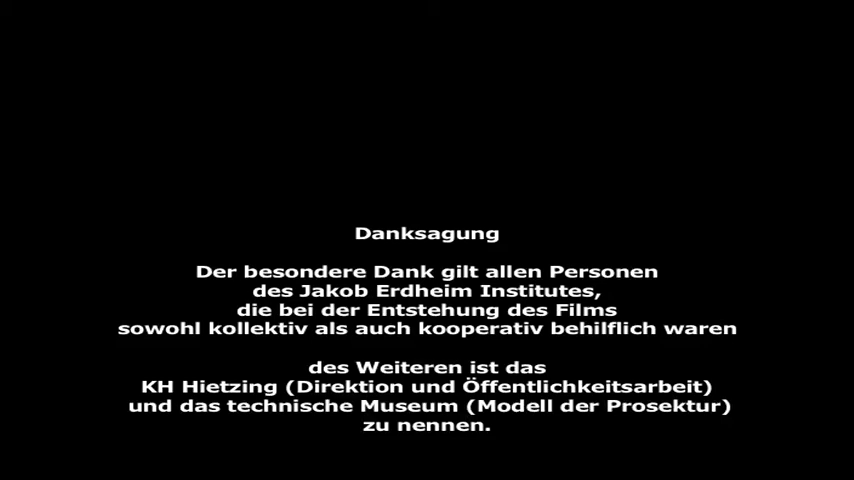 Danksagung
Der besondere Dank gilt allen Personen
des Jakob Erdheim Institutes,
die bei der Entstehung des Films
sowohl kollektiv als auch kooperativ behilflich waren
des Weiteren ist das
KH Hietzing (Direktion und Öffentlichkeitsarbeit)
und das technische Museum (Modell der Prosektur)
zu nennen.